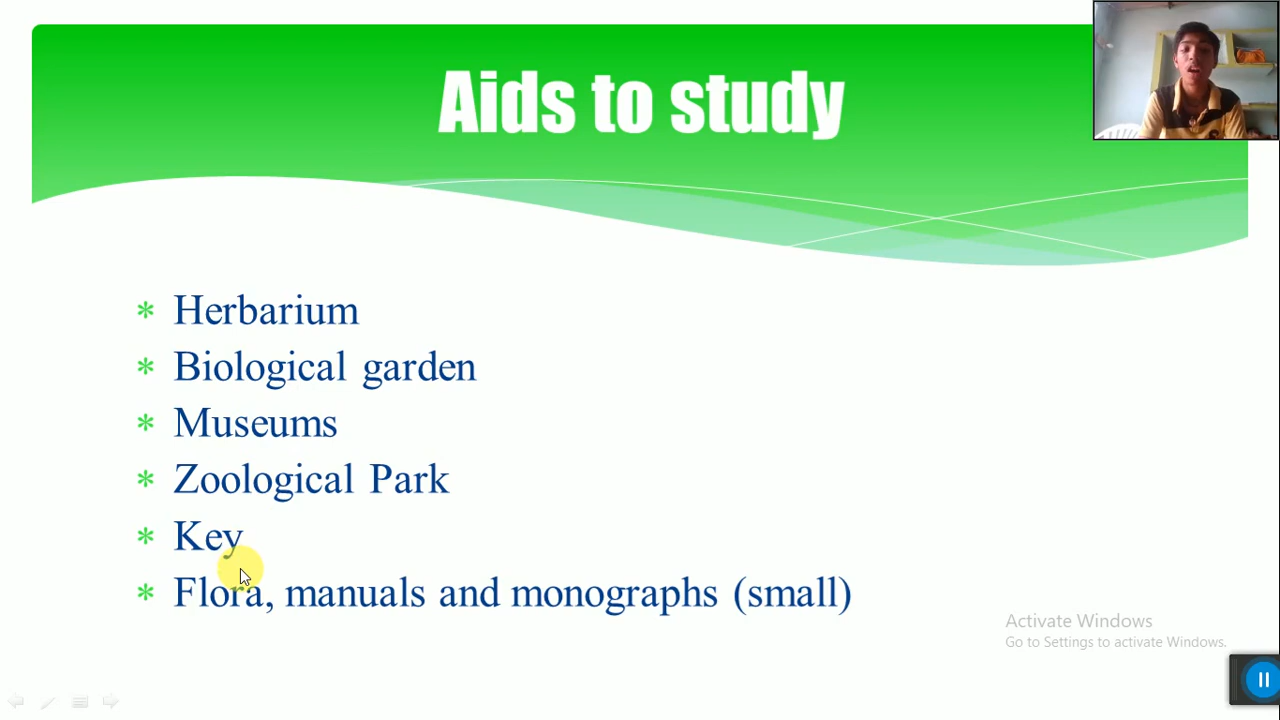 Aids to study
* Herbarium
* Biological garden
* Museums
* Zoological Park
* Key
* Flora, manuals and monographs (small)
Activate Windows
Go to Settings to activate Windows.